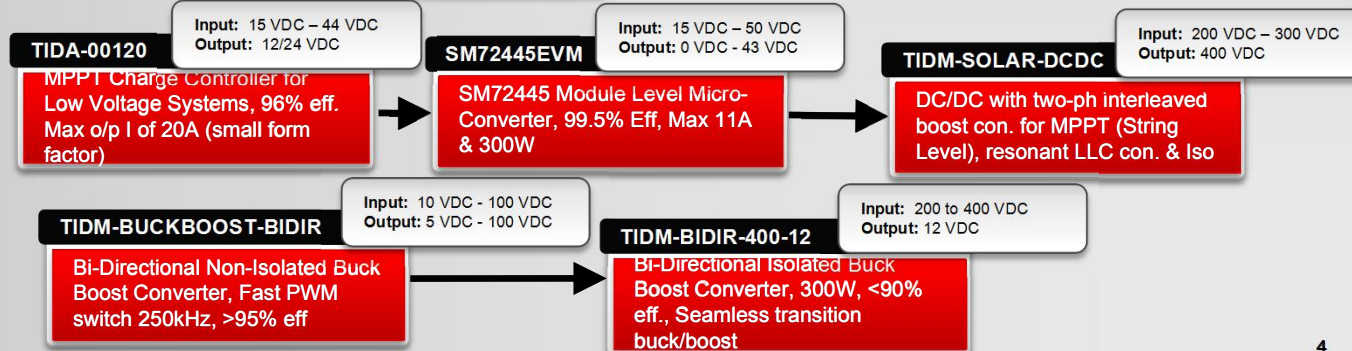 TIDA-00120
Input: 15 VDC – 44 VDC
Output: 12/24 VDC
MPPT Charge Controller for
Low Voltage Systems, 96% eff.
Max o/p I of 20A (small form
factor)
SM72445EVM
Input: 15 VDC – 50 VDC
Output: 0 VDC - 43 VDC
SM72445 Module Level Micro-
Converter, 99.5% Eff, Max 11A
& 300W
TIDM-SOLAR-DCDC
Input: 200 VDC – 300 VDC
Output: 400 VDC
DC/DC with two-ph interleaved
boost con. for MPPT (String
Level), resonant LLC con. & Iso
TIDM-BUCKBOOST-BIDIR
Input: 10 VDC - 100 VDC
Output: 5 VDC - 100 VDC
Bi-Directional Non-Isolated Buck
Boost Converter, Fast PWM
switch 250kHz, >95% eff
TIDM-BIDIR-400-12
Input: 200 to 400 VDC
Output: 12 VDC
Bi-Directional Isolated Buck
Boost Converter, 300W, <90%
eff., Seamless transition
buck/boost
4